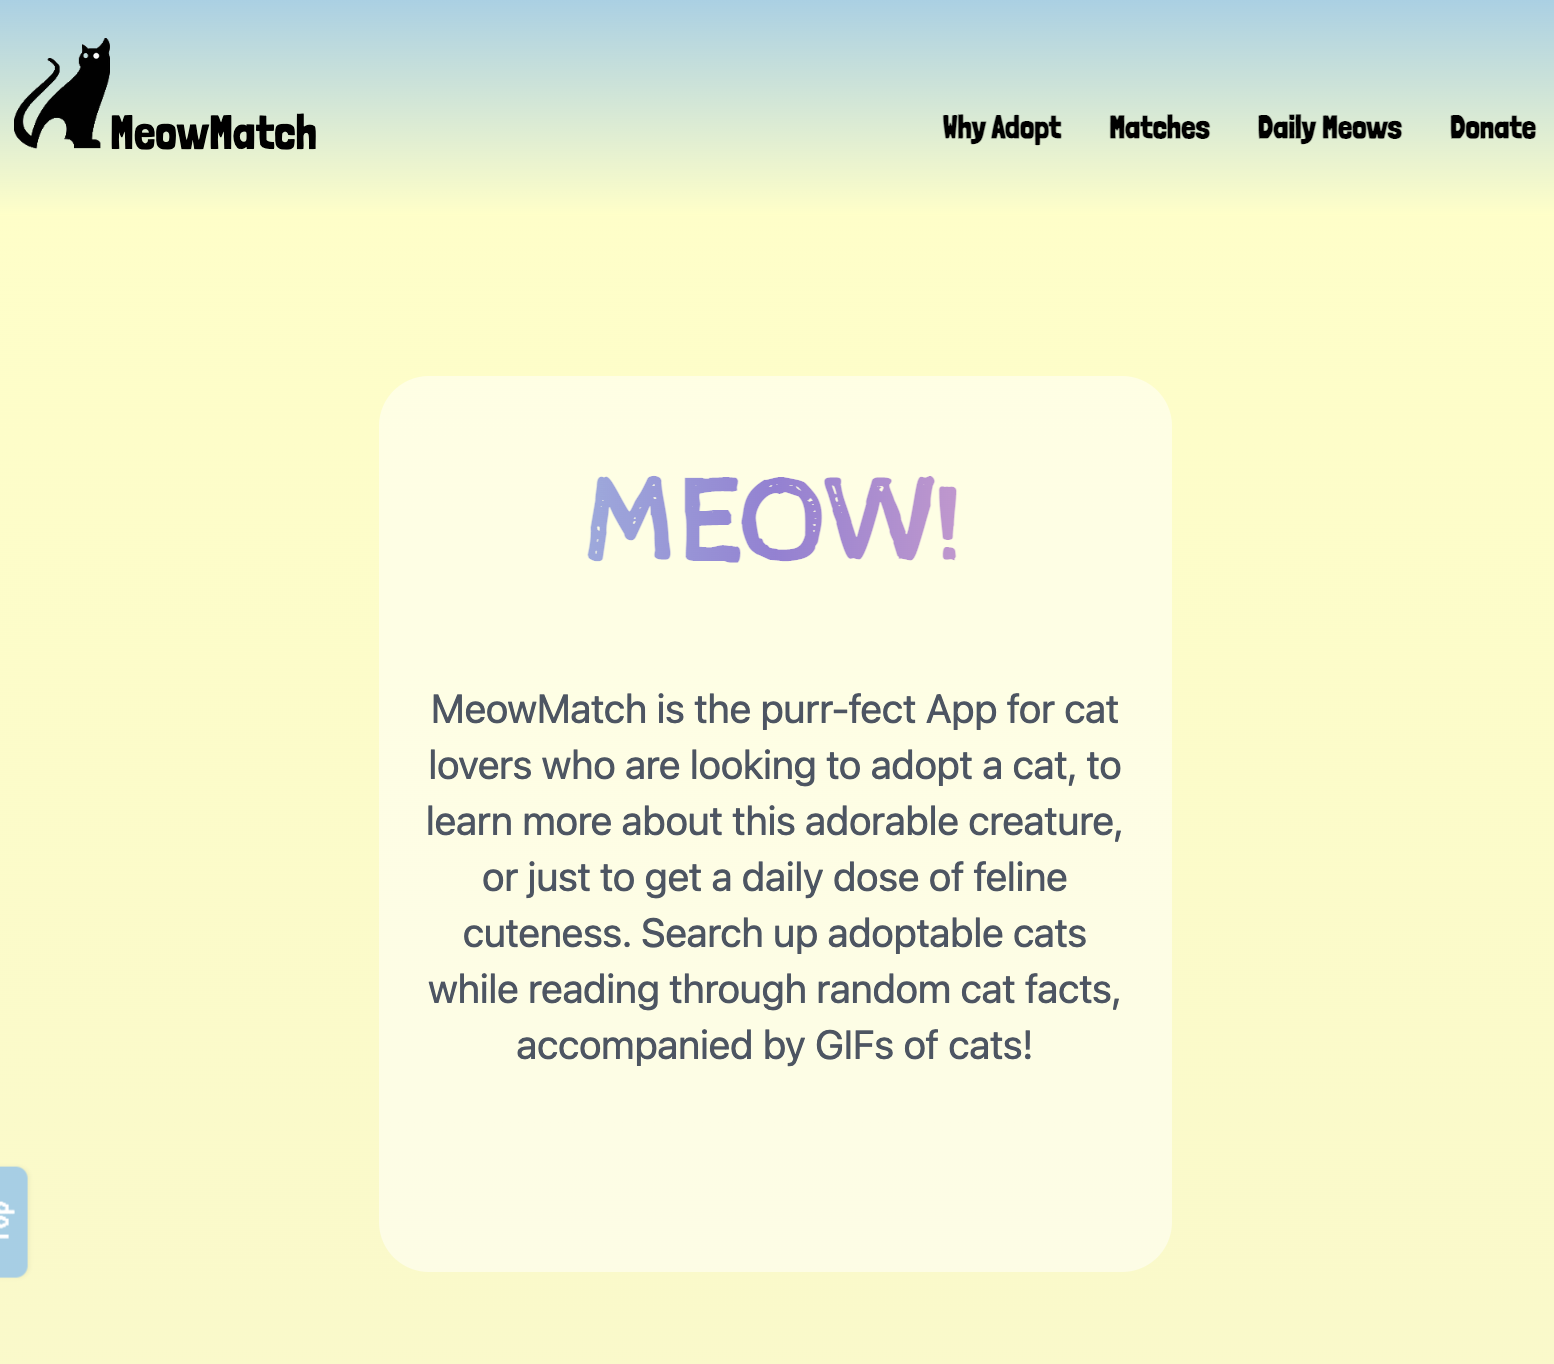 MeowMatch
Why Adopt
Matches
Daily Meows
Donate
MEOW!
MeowMatch is the purr-fect App for cat
lovers who are looking to adopt a cat, to
learn more about this adorable creature,
or just to get a daily dose of feline
cuteness. Search up adoptable cats
while reading through random cat facts,
accompanied by GIFs of cats!
Top